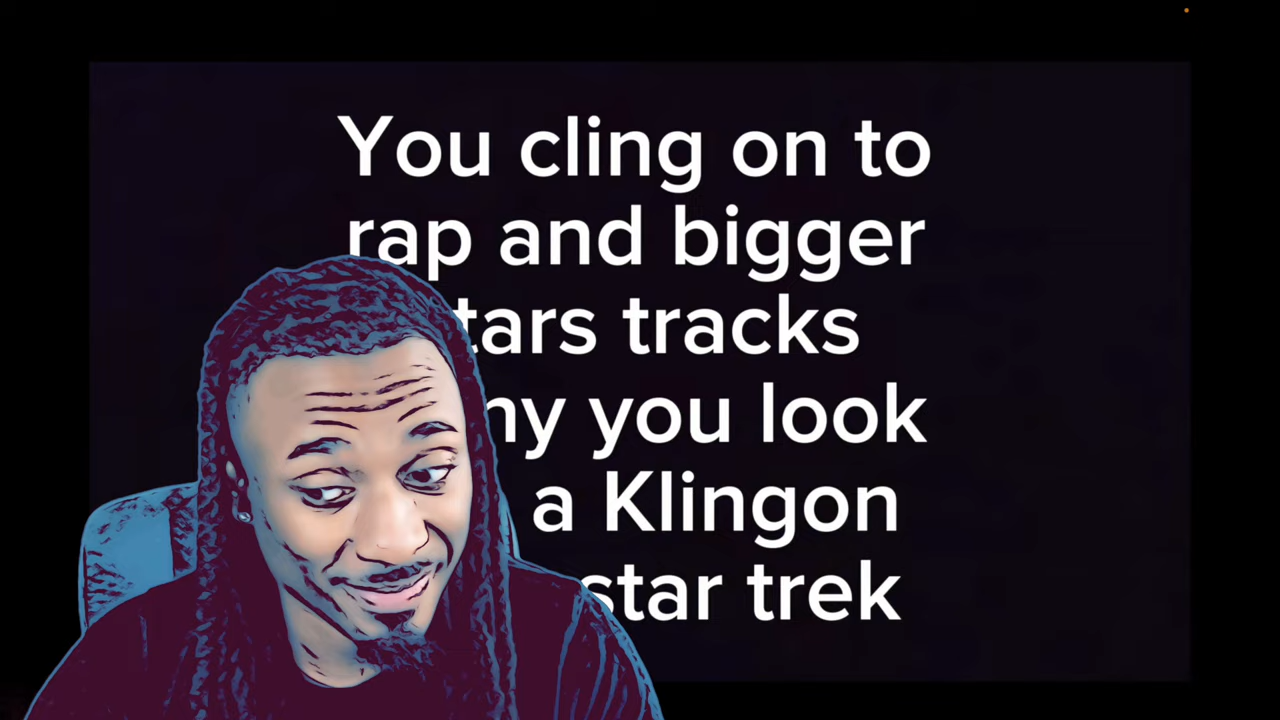 You cling on to
rap and bigger
tars tracks
ny you look
a Klingon
star trek